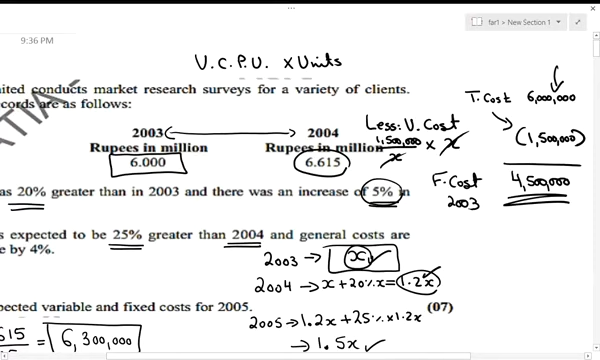 far1 > New Section 1
9:36 PM
V.C.P.U. x Units
conducts market research surveys for a variety of clients.
are as follows:
T. Cost 6,000,000
2003 2004
Less: V. Cost
Rupees in million Rupees in million
1,500,000 / x × x
(1,500,000)
6.000 6.615
F. Cost 4,500,000
2003
as 20% greater than in 2003 and there was an increase of 5% in
s expected to be 25% greater than 2004 and general costs are
e by 4%.
2003 → x
2004 → x + 20% x = 1.2x
expected variable and fixed costs for 2005. (07)
2005 → 1.2x + 25% x 1.2x
615 = 6,300,000
→ 1.5x